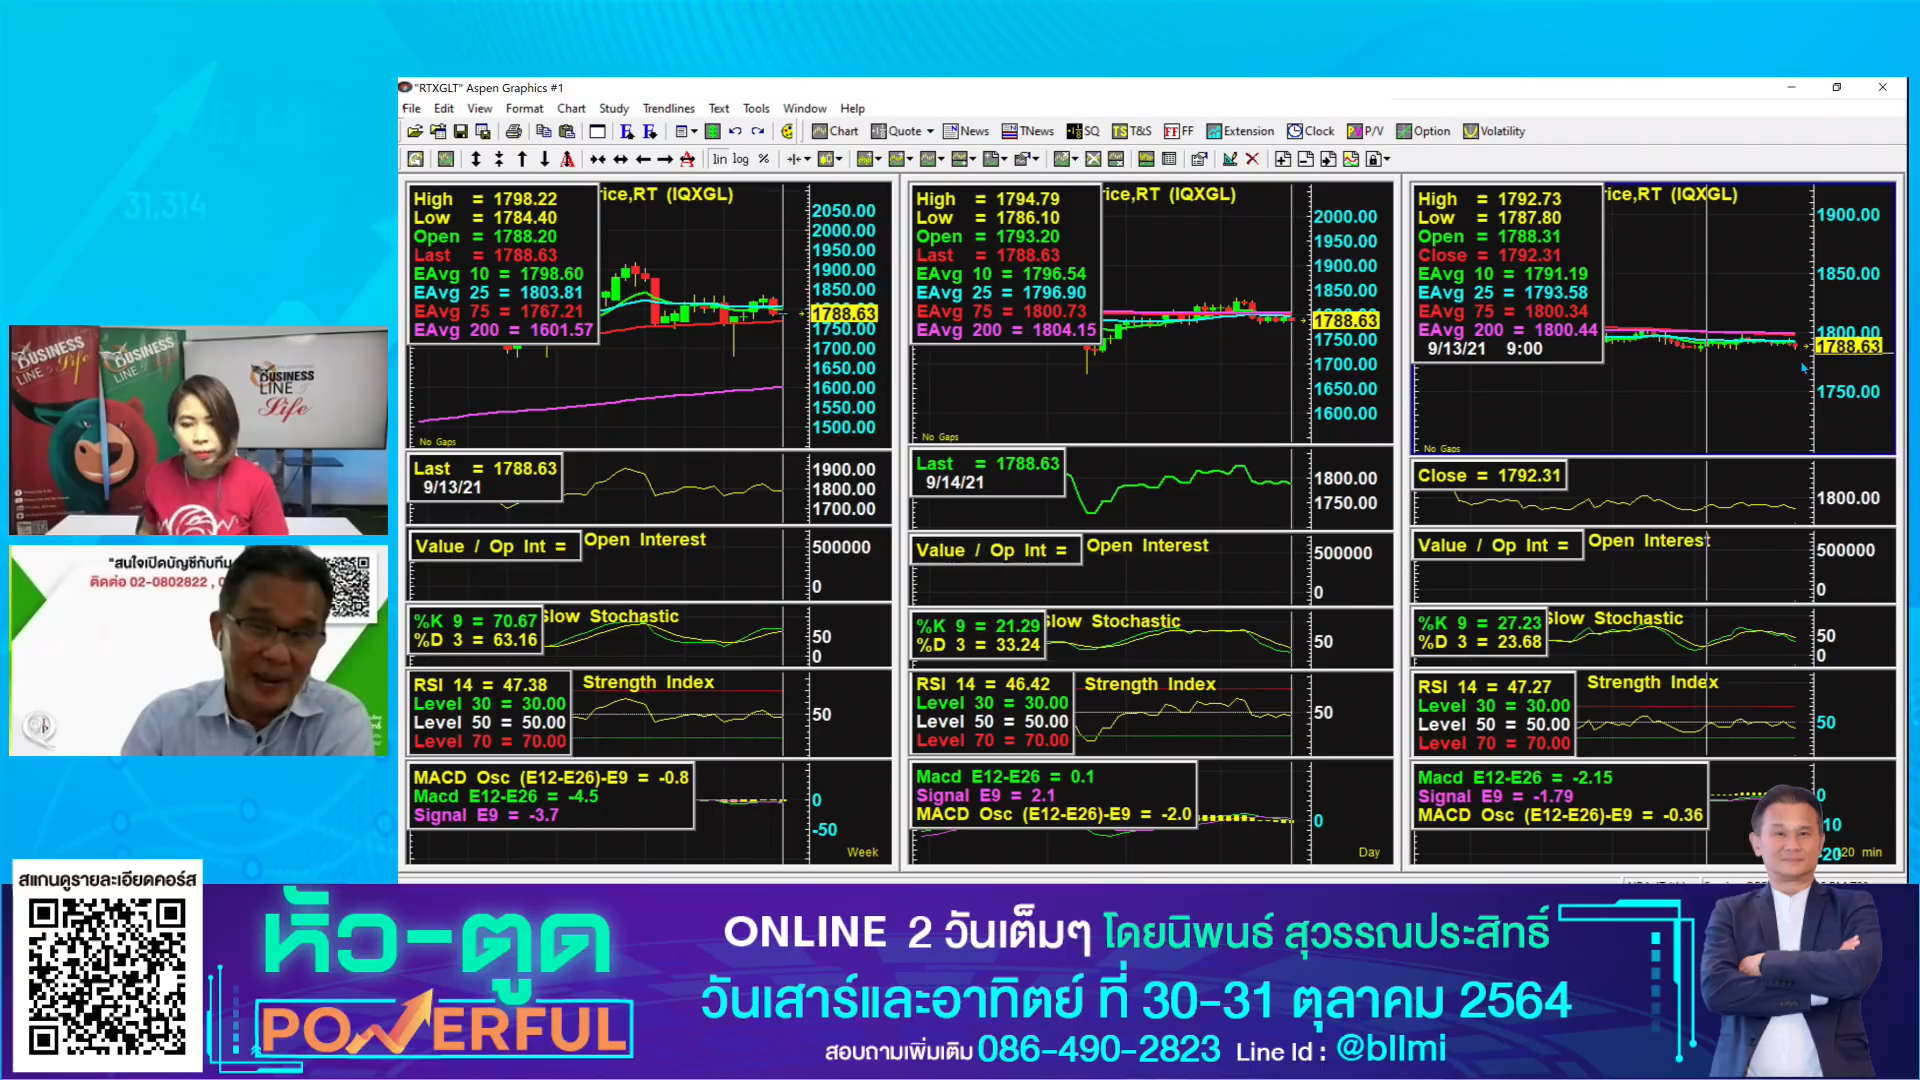 31,314
"RTXGLT" Aspen Graphics #1
File Edit View Format Chart Study Trendlines Text Tools Window Help
Chart Quote News TNews SQ T&S FF Extension Clock P/V Option Volatility
lin log %
High = 1798.22
Low = 1784.40
Open = 1788.20
Last = 1788.63
EAvg 10 = 1798.60
EAvg 25 = 1803.81
EAvg 75 = 1767.21
EAvg 200 = 1601.57
rice,RT (IQXGL)
2050.00
2000.00
1950.00
1900.00
1850.00
1788.63
1750.00
1700.00
1650.00
1600.00
1550.00
1500.00
No Gaps
Last = 1788.63
9/13/21
1900.00
1800.00
1700.00
Value / Op Int =
Open Interest
500000
0
%K 9 = 70.67
%D 3 = 63.16
Slow Stochastic
50
0
RSI 14 = 47.38
Level 30 = 30.00
Level 50 = 50.00
Level 70 = 70.00
Strength Index
50
MACD Osc (E12-E26)-E9 = -0.8
Macd E12-E26 = -4.5
Signal E9 = -3.7
0
-50
Week
High = 1794.79
Low = 1786.10
Open = 1793.20
Last = 1788.63
EAvg 10 = 1796.54
EAvg 25 = 1796.90
EAvg 75 = 1800.73
EAvg 200 = 1804.15
rice,RT (IQXGL)
2000.00
1950.00
1900.00
1850.00
1788.63
1750.00
1700.00
1650.00
1600.00
No Gaps
Last = 1788.63
9/14/21
1800.00
1750.00
Value / Op Int =
Open Interest
500000
0
%K 9 = 21.29
%D 3 = 33.24
Slow Stochastic
50
RSI 14 = 46.42
Level 30 = 30.00
Level 50 = 50.00
Level 70 = 70.00
Strength Index
50
Macd E12-E26 = 0.1
Signal E9 = 2.1
MACD Osc (E12-E26)-E9 = -2.0
0
Day
High = 1792.73
Low = 1787.80
Open = 1788.31
Close = 1792.31
EAvg 10 = 1791.19
EAvg 25 = 1793.58
EAvg 75 = 1800.34
EAvg 200 = 1800.44
9/13/21 9:00
rice,RT (IQXGL)
1900.00
1850.00
1800.00
1788.63
1750.00
No Gaps
Close = 1792.31
1800.00
Value / Op Int =
Open Interest
500000
0
%K 9 = 27.23
%D 3 = 23.68
Slow Stochastic
50
0
RSI 14 = 47.27
Level 30 = 30.00
Level 50 = 50.00
Level 70 = 70.00
Strength Index
50
Macd E12-E26 = -2.15
Signal E9 = -1.79
MACD Osc (E12-E26)-E9 = -0.36
0
BUSINESS LINE Life
BUSINESS LINE Life
BUSINESS LINE & Life
"สนใจเปิดบัญชีกับทีม
ติดต่อ 02-0802822 ,
สแกนดูรายละเอียดคอร์ส
หัว-ตูด
POWERFUL
ONLINE 2 วันเต็มๆ โดยนิพนธ์ สุวรรณประสิทธิ์
วันเสาร์และอาทิตย์ ที่ 30-31 ตุลาคม 2564
สอบถามเพิ่มเติม 086-490-2823 Line Id : @bllmi